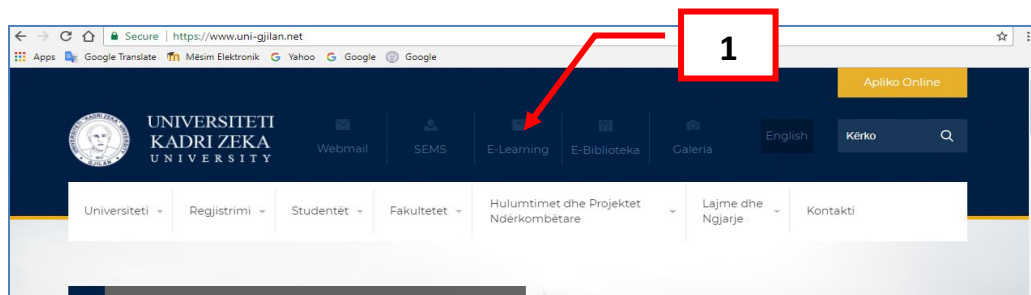 Secure | https://www.uni-gjilan.net
Apps Google Translate Mësim Elektronik Yahoo Google Google
1
Apliko Online
UNIVERSITETI
KADRI ZEKA
UNIVERSITY
Webmail SEMS E-Learning E-Biblioteka Galeria English Kërko
Universiteti Regjistrimi Studentët Fakultetet Hulumtimet dhe Projektet Ndërkombëtare Lajme dhe Ngjarje Kontakti